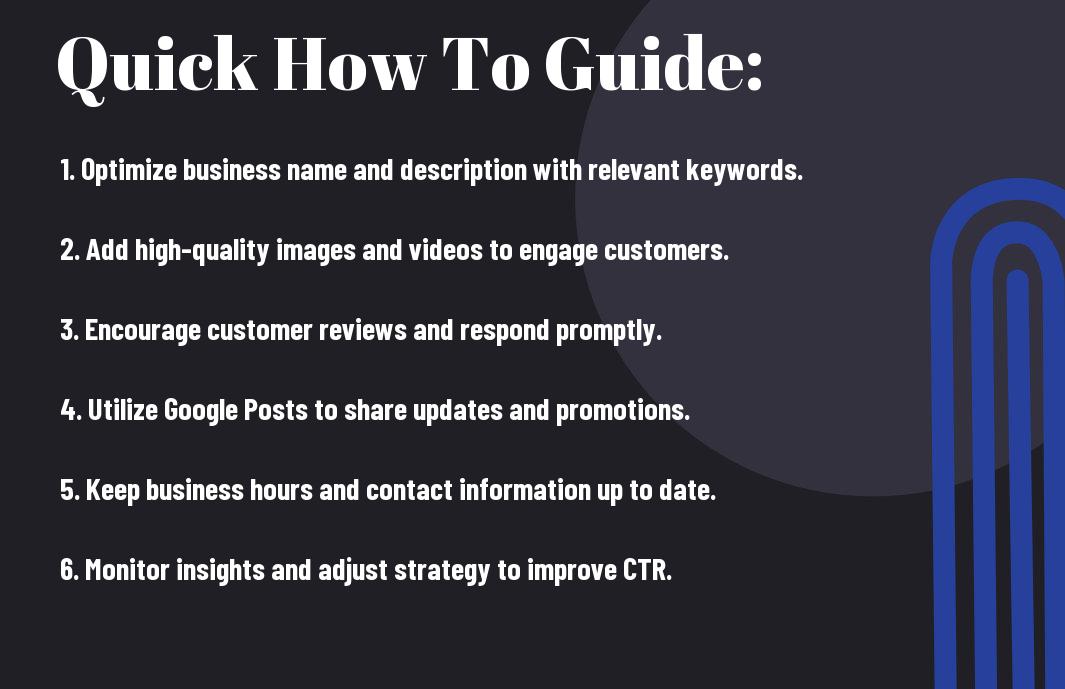 Quick How To Guide:
1. Optimize business name and description with relevant keywords.
2. Add high-quality images and videos to engage customers.
3. Encourage customer reviews and respond promptly.
4. Utilize Google Posts to share updates and promotions.
5. Keep business hours and contact information up to date.
6. Monitor insights and adjust strategy to improve CTR.